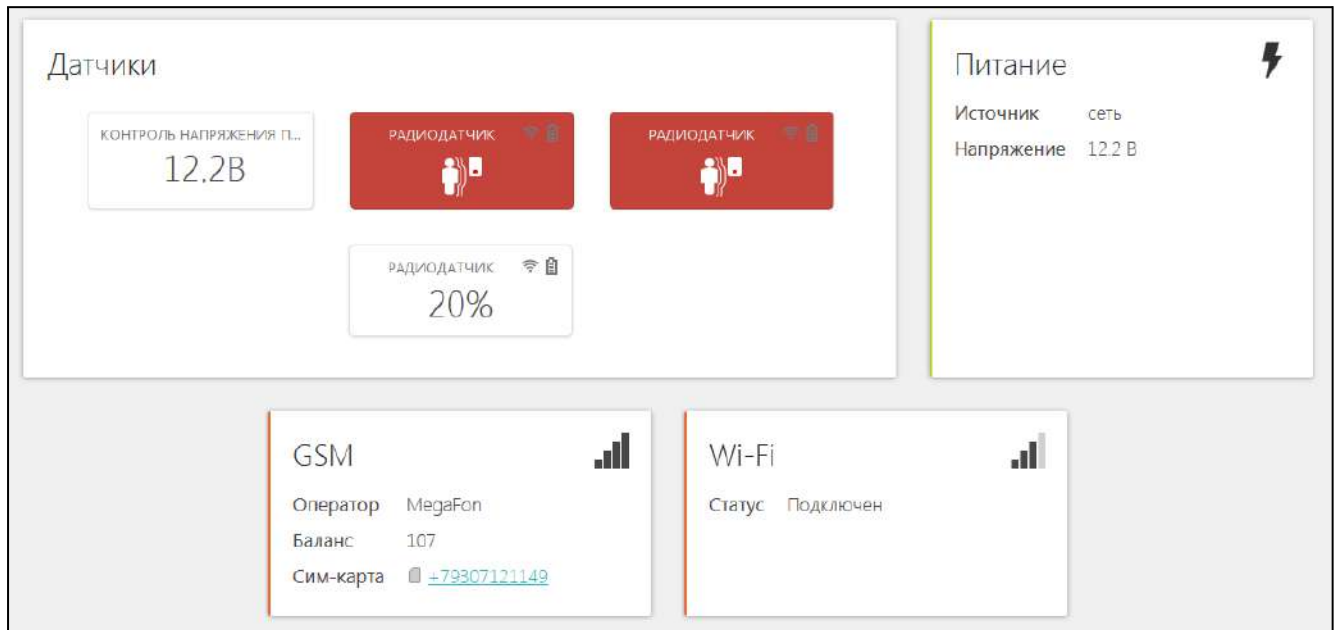 Датчики
КОНТРОЛЬ НАПРЯЖЕНИЯ П...
12.2В
РАДИОДАТЧИК
РАДИОДАТЧИК
РАДИОДАТЧИК
20%
Питание
Источник сеть
Напряжение 12.2 В
GSM
Оператор MegaFon
Баланс 107
Сим-карта +79307121149
Wi-Fi
Статус Подключен